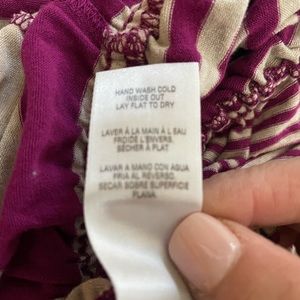 HAND WASH COLD
INSIDE OUT
LAY FLAT TO DRY
LAVER À LA MAIN À L EAU
FROIDE L'ENVERS,
SÉCHER À PLAT
LAVAR A MANO CON AGUA
FRIA AL REVERSO,
SECAR SOBRE SUPERFICIE
PLANA